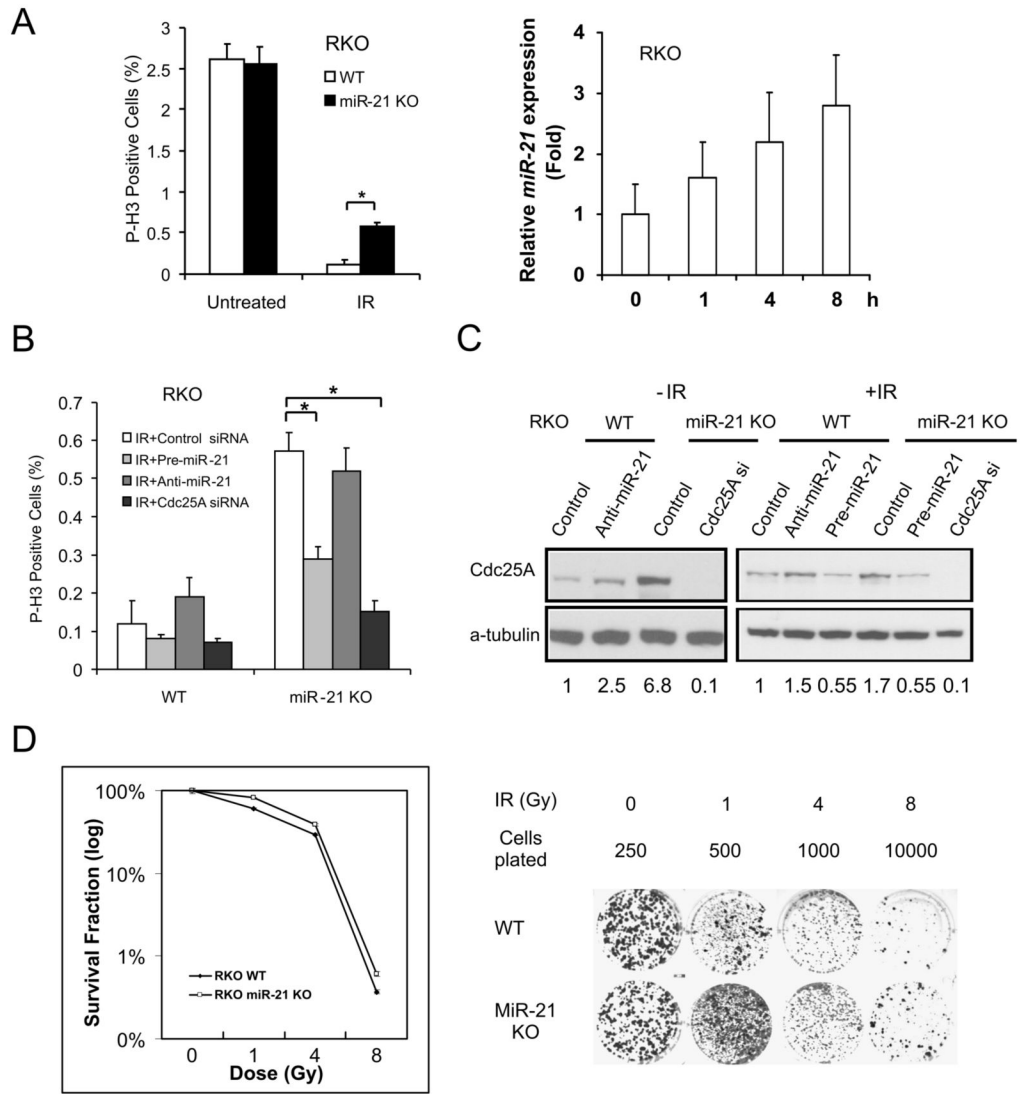 A
RKO
WT
miR-21 KO
P-H3 Positive Cells (%)
3
2.5
2
1.5
1
0.5
0
*
Untreated
IR
RKO
Relative miR-21 expression
(Fold)
4
3
2
1
0
0 1 4 8 h
B
RKO
IR+Control siRNA
IR+Pre-miR-21
IR+Anti-miR-21
IR+Cdc25A siRNA
P-H3 Positive Cells (%)
0.7
0.6
0.5
0.4
0.3
0.2
0.1
0
*
*
WT
miR-21 KO
C
-IR +IR
RKO WT miR-21 KO WT miR-21 KO
Control
Anti-miR-21
Control
Cdc25A si
Control
Anti-miR-21
Pre-miR-21
Control
Pre-miR-21
Cdc25A si
Cdc25A
a-tubulin
1 2.5 6.8 0.1 1 1.5 0.55 1.7 0.55 0.1
D
Survival Fraction (log)
100%
10%
1%
0%
RKO WT
RKO miR-21 KO
0 1 4 8
Dose (Gy)
IR (Gy) 0 1 4 8
Cells
plated
250 500 1000 10000
WT
MiR-21
KO